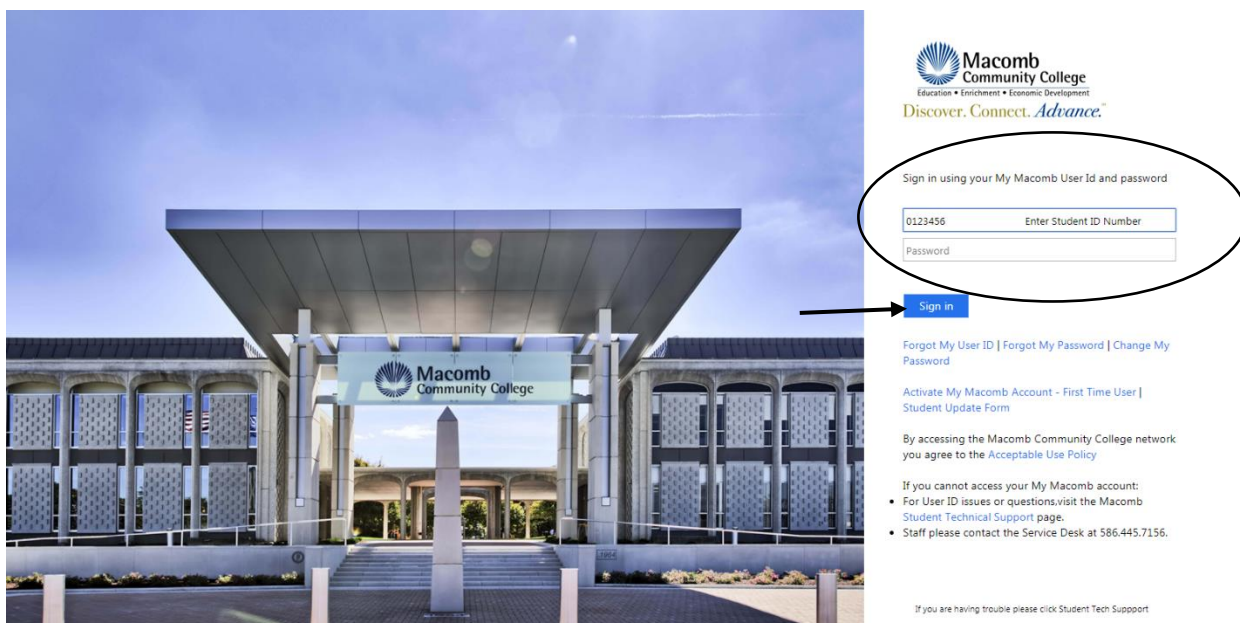 Macomb
Community College
Macomb
Community College
Education • Enrichment • Economic Development
Discover. Connect. Advance.™
Sign in using your My Macomb User Id and password
0123456 Enter Student ID Number
Password
Sign in
Forgot My User ID | Forgot My Password | Change My
Password
Activate My Macomb Account - First Time User |
Student Update Form
By accessing the Macomb Community College network
you agree to the Acceptable Use Policy
If you cannot access your My Macomb account:
• For User ID issues or questions,visit the Macomb
Student Technical Support page.
• Staff please contact the Service Desk at 586.445.7156.
If you are having trouble please click Student Tech Suppport